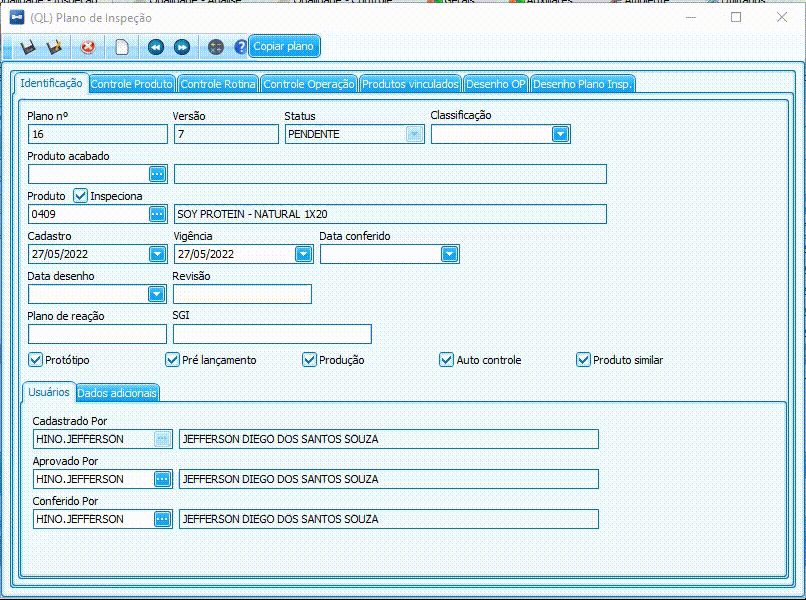 (QL) Plano de Inspeção
Copiar plano
Identificação Controle Produto Controle Rotina Controle Operação Produtos vinculados Desenho OP Desenho Plano Insp.
Plano nº Versão Status Classificação
16 7 PENDENTE
Produto acabado
Produto Inspeciona
0409 SOY PROTEIN - NATURAL 1X20
Cadastro Vigência Data conferido
27/05/2022 27/05/2022
Data desenho Revisão
Plano de reação SGI
Protótipo Pré lançamento Produção Auto controle Produto similar
Usuários Dados adicionais
Cadastrado Por
HINO.JEFFERSON JEFFERSON DIEGO DOS SANTOS SOUZA
Aprovado Por
HINO.JEFFERSON JEFFERSON DIEGO DOS SANTOS SOUZA
Conferido Por
HINO.JEFFERSON JEFFERSON DIEGO DOS SANTOS SOUZA